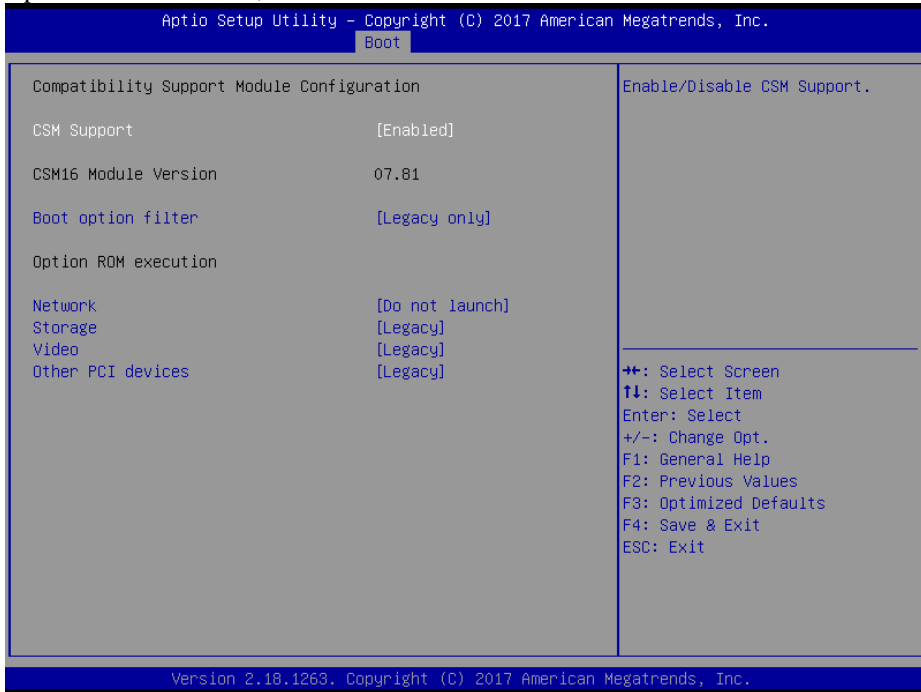 Aptio Setup Utility – Copyright (C) 2017 American Megatrends, Inc.
Boot
Compatibility Support Module Configuration
Enable/Disable CSM Support.
CSM Support [Enabled]
CSM16 Module Version 07.81
Boot option filter [Legacy only]
Option ROM execution
Network [Do not launch]
Storage [Legacy]
Video [Legacy]
Other PCI devices [Legacy]
→←: Select Screen
↑↓: Select Item
Enter: Select
+/-: Change Opt.
F1: General Help
F2: Previous Values
F3: Optimized Defaults
F4: Save & Exit
ESC: Exit
Version 2.18.1263. Copyright (C) 2017 American Megatrends, Inc.